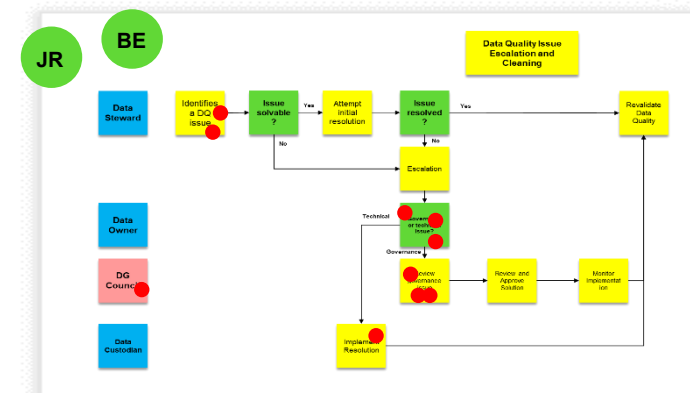 JR
BE
Data Quality Issue
Escalation and
Cleaning
Data
Steward
Identifies
a DQ
issue
Issue
solvable
?
Yes
Attempt
initial
resolution
Issue
resolved
?
Yes
Revalidate
Data
Quality
No
No
Escalation
Data
Owner
Technical
or
Issue?
Governance
DG
Review and
Approve
Solution
Monitor
Implementat
ion
Data
Custodian
Resolution